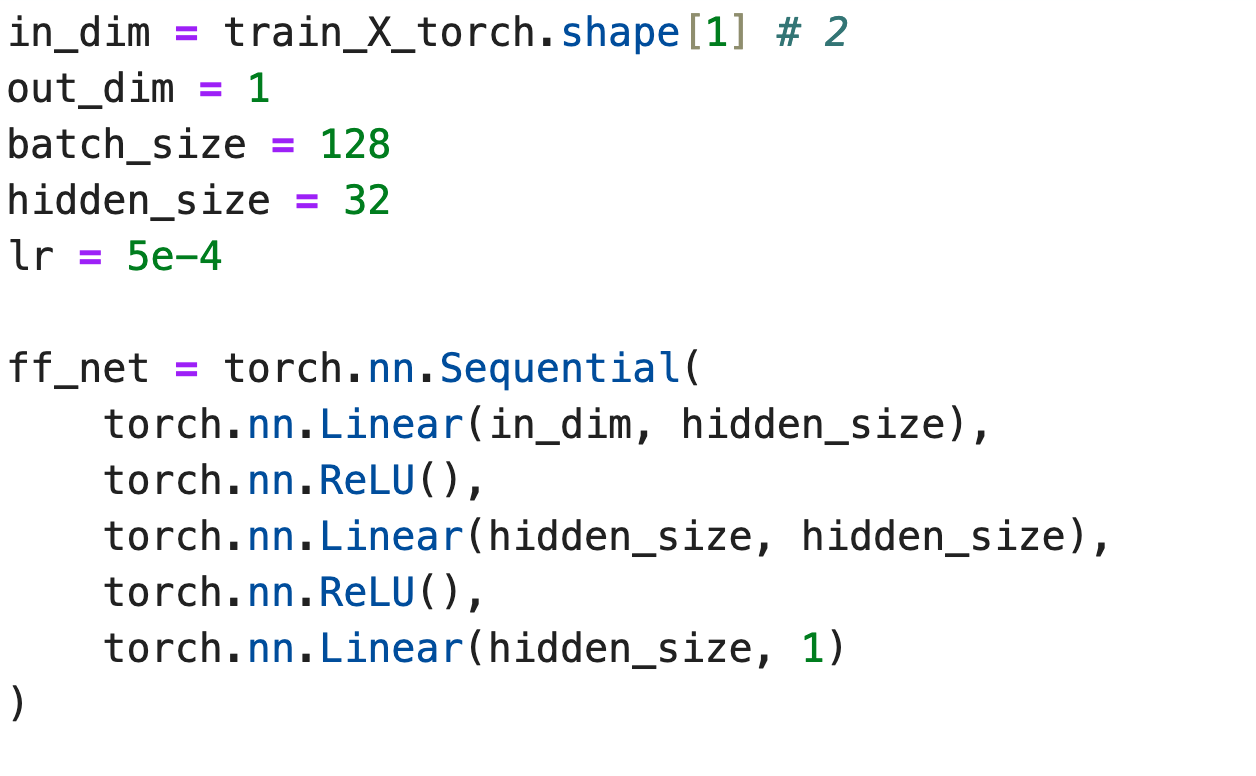 in_dim = train_X_torch.shape[1] # 2
out_dim = 1
batch_size = 128
hidden_size = 32
lr = 5e-4

ff_net = torch.nn.Sequential(
    torch.nn.Linear(in_dim, hidden_size),
    torch.nn.ReLU(),
    torch.nn.Linear(hidden_size, hidden_size),
    torch.nn.ReLU(),
    torch.nn.Linear(hidden_size, 1)
)